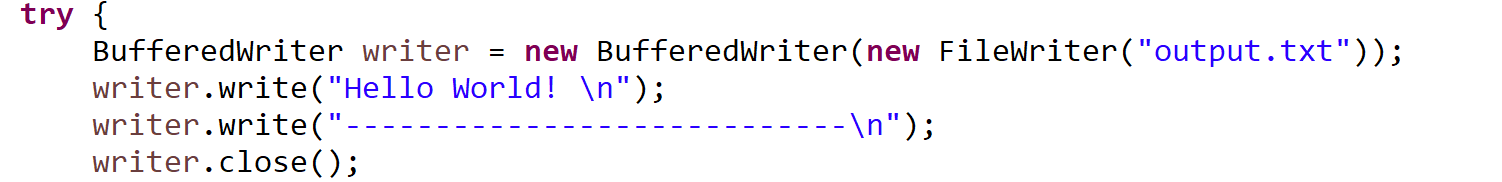 try {
    BufferedWriter writer = new BufferedWriter(new FileWriter("output.txt"));
    writer.write("Hello World! \n");
    writer.write("----------------------------\n");
    writer.close();